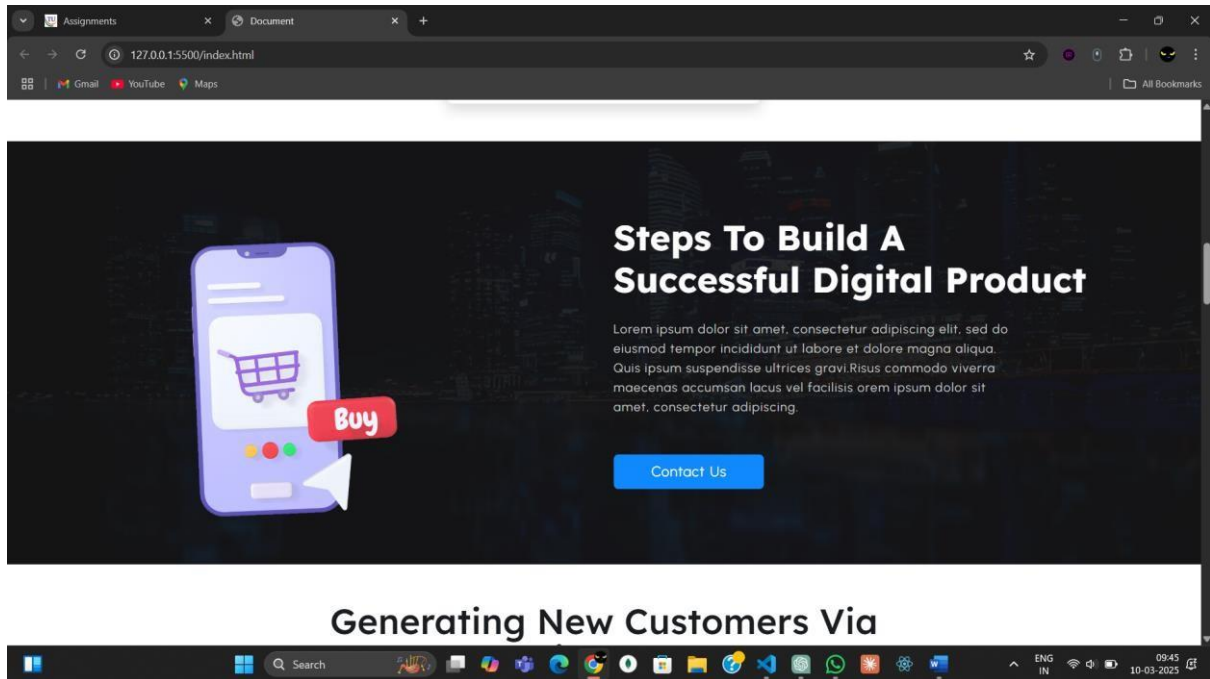 Assignments
Document
127.0.0.1:5500/index.html
Gmail
YouTube
Maps
All Bookmarks
Steps To Build A
Successful Digital Product
Lorem ipsum dolor sit amet, consectetur adipiscing elit, sed do
eiusmod tempor incididunt ut labore et dolore magna aliqua.
Quis ipsum suspendisse ultrices gravi.Risus commodo viverra
maecenas accumsan lacus vel facilisis orem ipsum dolor sit
amet, consectetur adipiscing.
Buy
Contact Us
Generating New Customers Via
Search
ENG
IN
09:45
10-03-2025